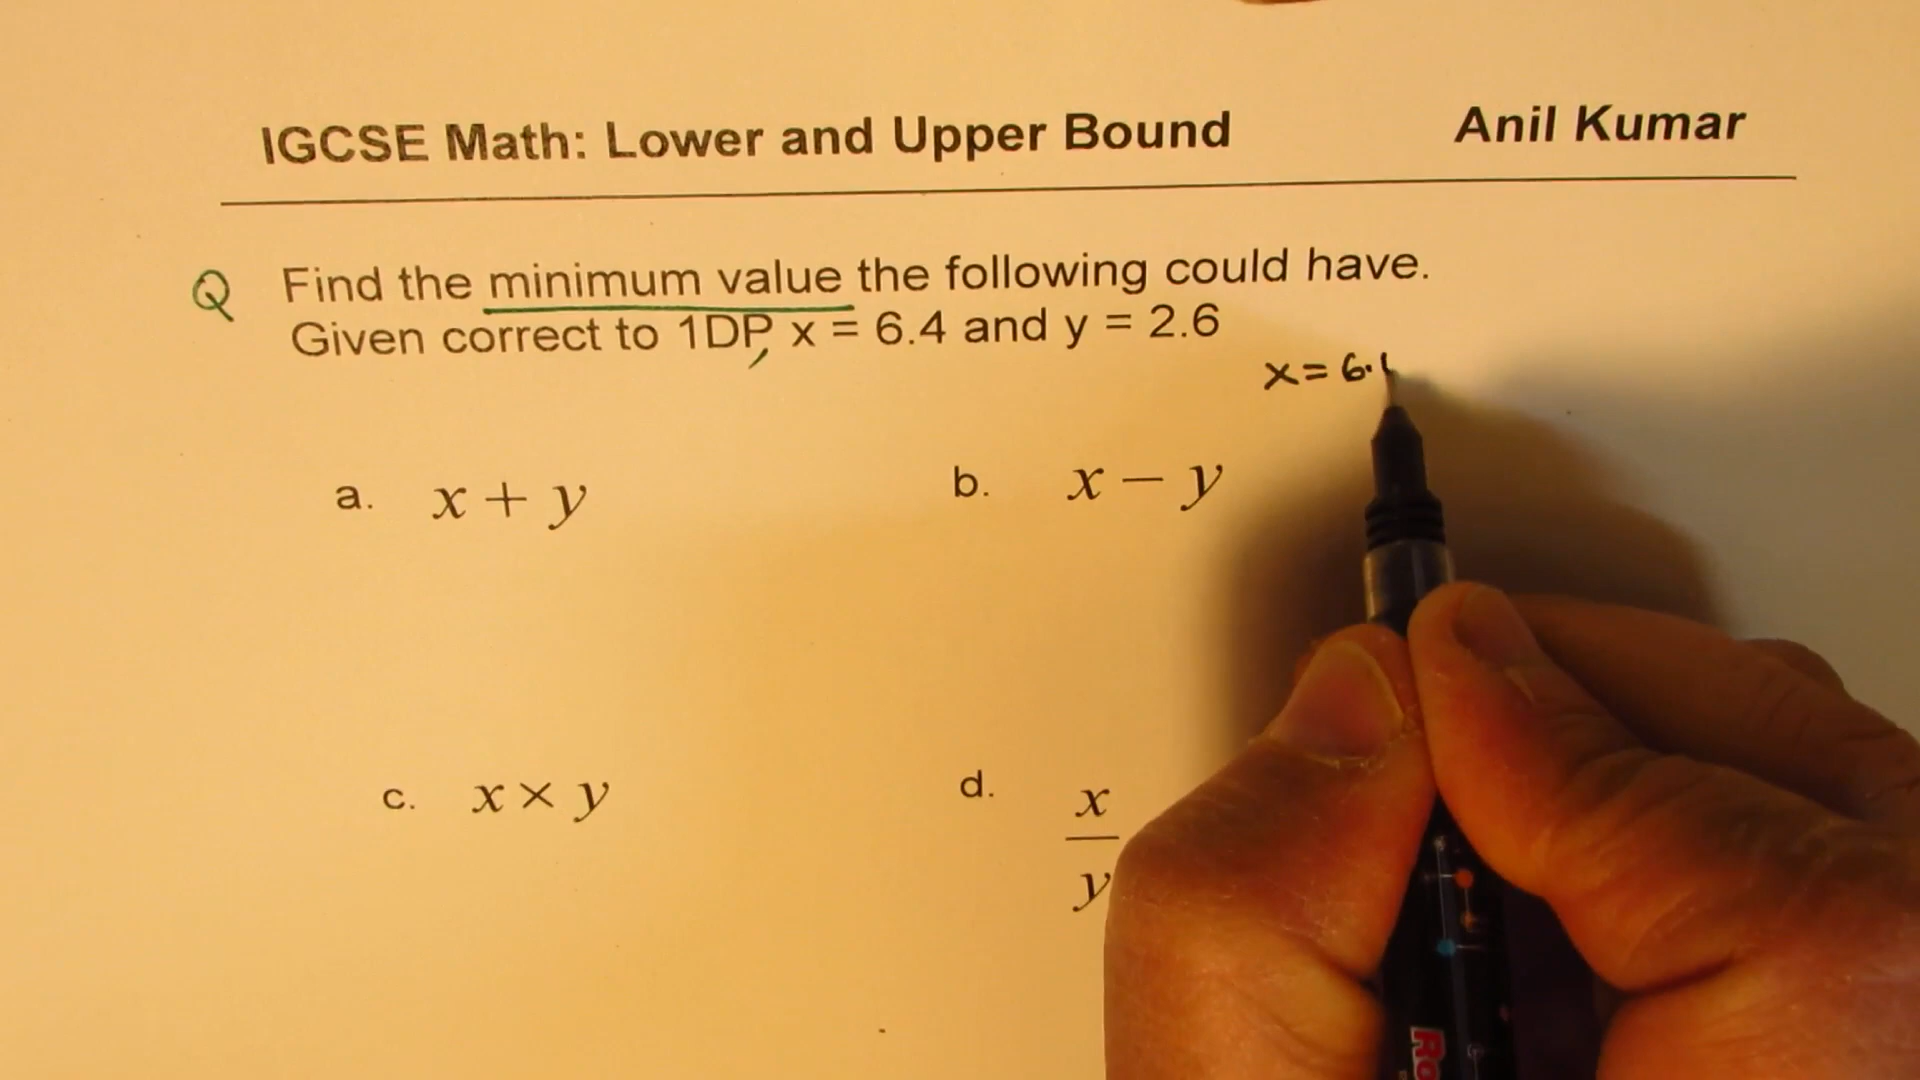 IGCSE Math: Lower and Upper Bound Anil Kumar
Q Find the minimum value the following could have.
Given correct to 1DP, x = 6.4 and y = 2.6
x = 6.
a. x + y
b. x − y
c. x × y
d. x
y
Ro